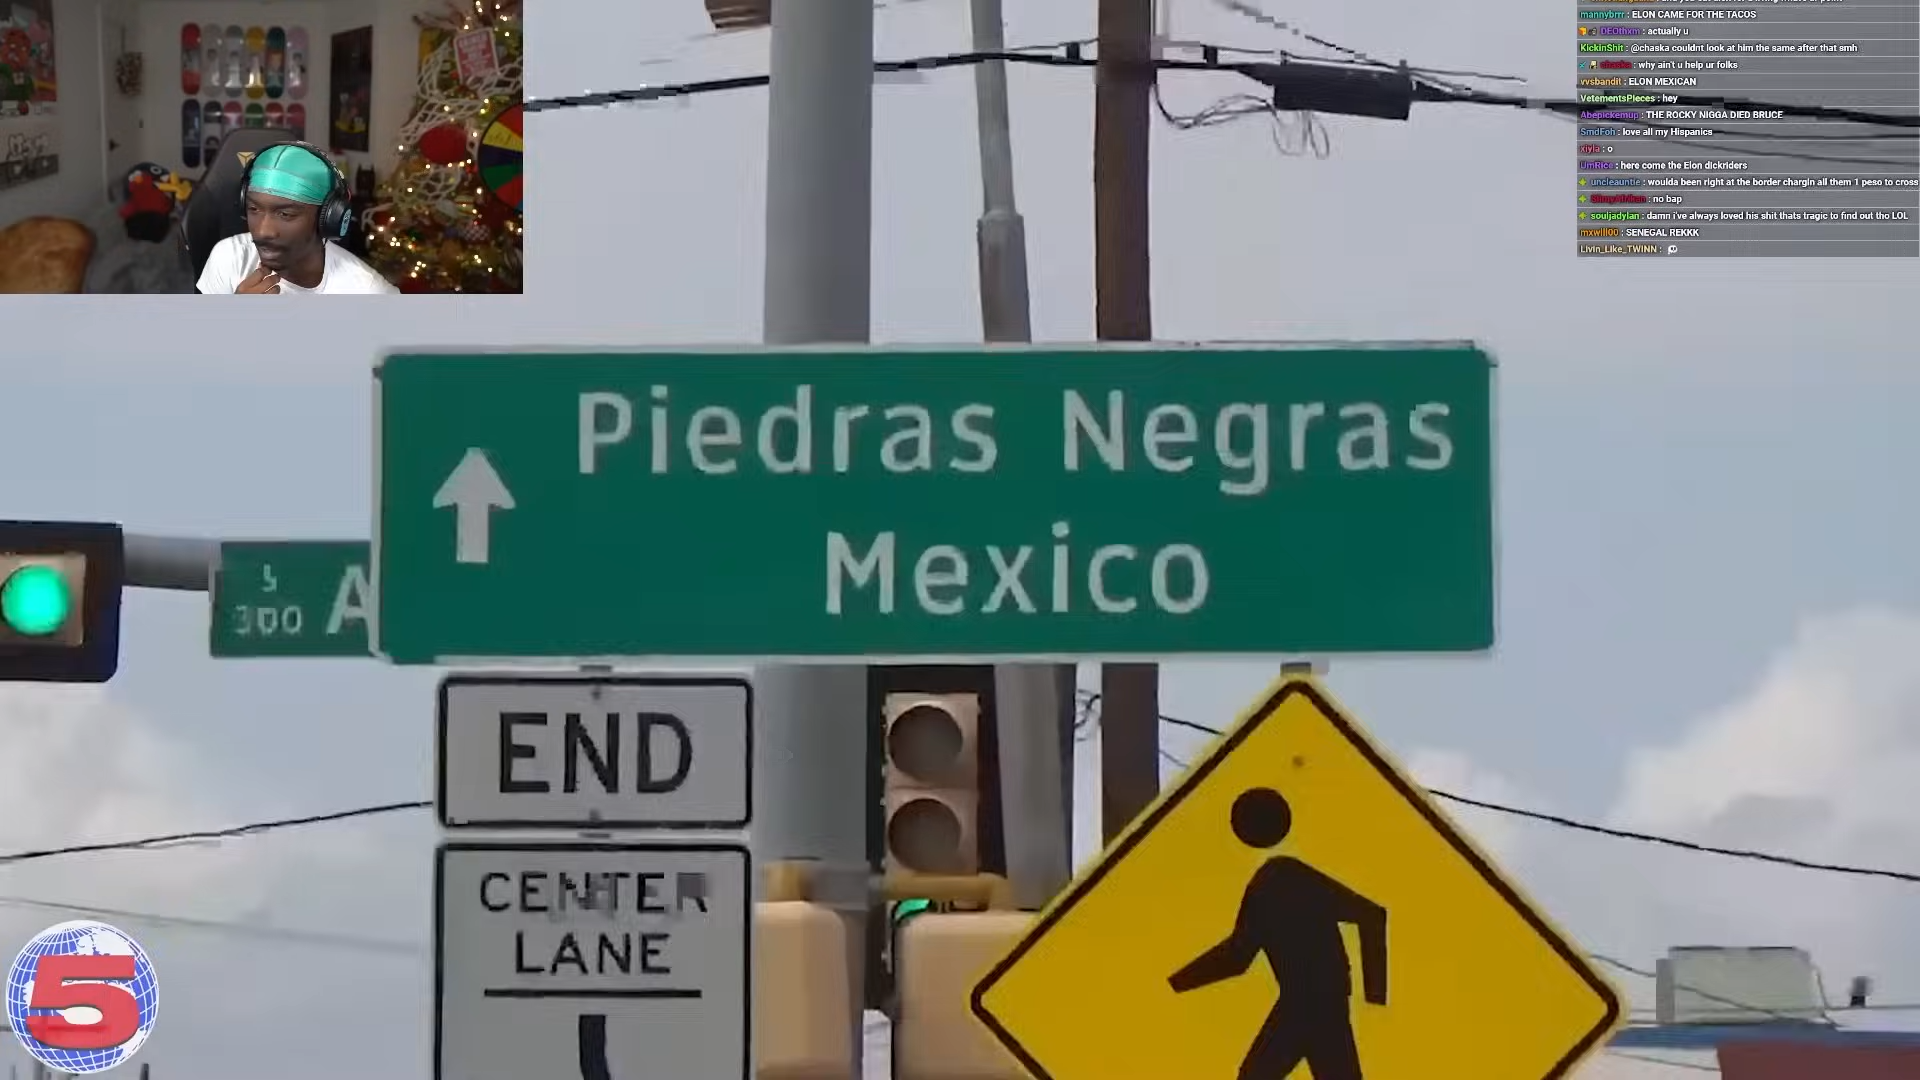 mannybrrr : ELON CAME FOR THE TACOS
DEOthxm : actually u
KickinShit : @chaska couldnt look at him the same after that smh
chaska : why ain't u help ur folks
vvsbandit : ELON MEXICAN
VetementsPieces : hey
Abepickemup : THE ROCKY NIGGA DIED BRUCE
SmdFoh : love all my Hispanics
xiyla : o
UmRice : here come the Elon dickriders
uncleauntie : woulda been right at the border chargin all them 1 peso to cross
: no bap
souljadylan : damn i've always loved his shit thats tragic to find out tho LOL
mxwill00 : SENEGAL REKKK
Livin_Like_TWINN :
Piedras Negras
Mexico
S
300 A
END
CENTER
LANE
5